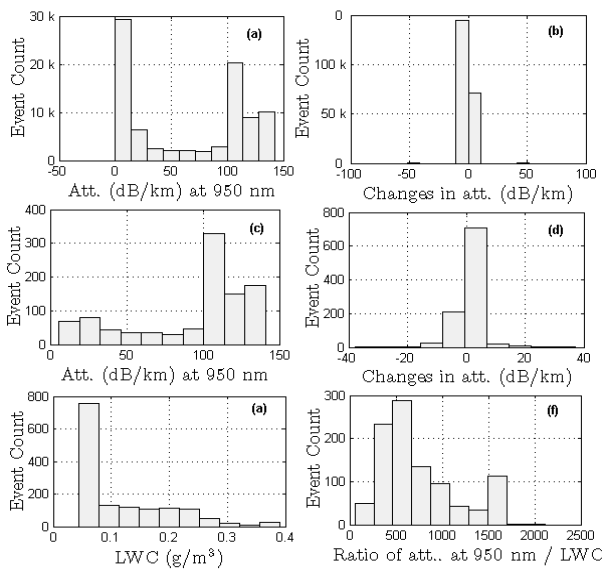 30 k
20 k
10 k
0
-50
0
50
100
150
Event Count
Att. (dB/km) at 950 nm
(a)
0
100 k
50 k
0
-100
-50
0
50
100
Event Count
Changes in att. (dB/km)
(b)
400
300
200
100
0
0
50
100
150
Event Count
Att. (dB/km) at 950 nm
(c)
800
600
400
200
0
-40
-20
0
20
40
Event Count
Changes in att. (dB/km)
(d)
800
600
400
200
0
0
0.1
0.2
0.3
0.4
Event Count
LWC (g/m³)
(a)
300
200
100
0
0
500
1000
1500
2000
2500
Event Count
Ratio of att.. at 950 nm / LWC
(f)